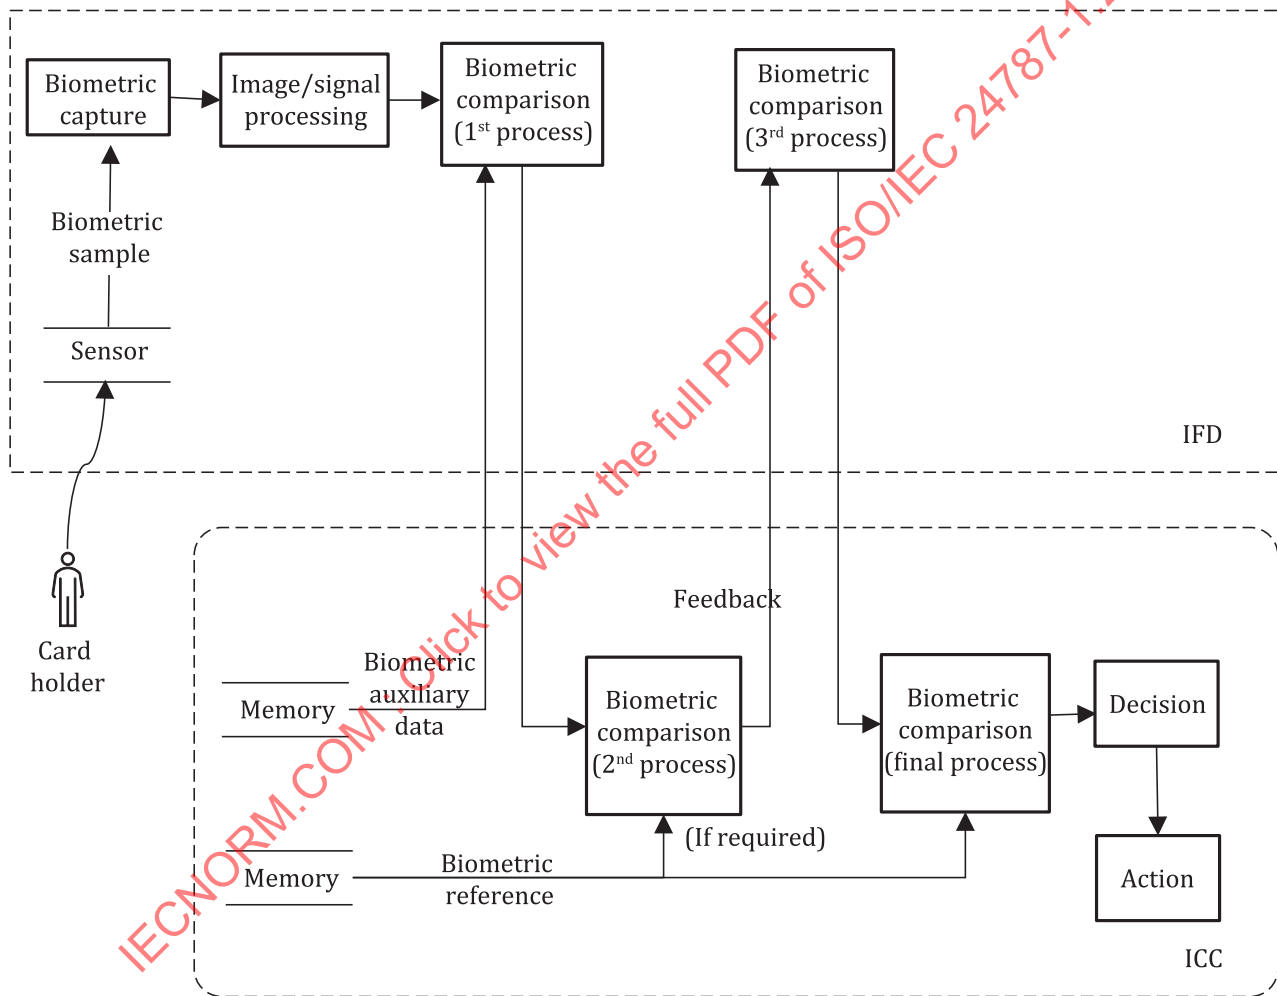 Biometric
capture
Image/signal
processing
Biometric
comparison
(1st process)
Biometric
comparison
(3rd process)
Biometric
sample
Sensor
IFD
Card
holder
Feedback
Biometric
auxiliary
data
Memory
Biometric
comparison
(2nd process)
Biometric
comparison
(final process)
Decision
(If required)
Memory
Biometric
reference
Action
ICC
IECNORM.COM : Click to view the full PDF of ISO/IEC 24787-1: